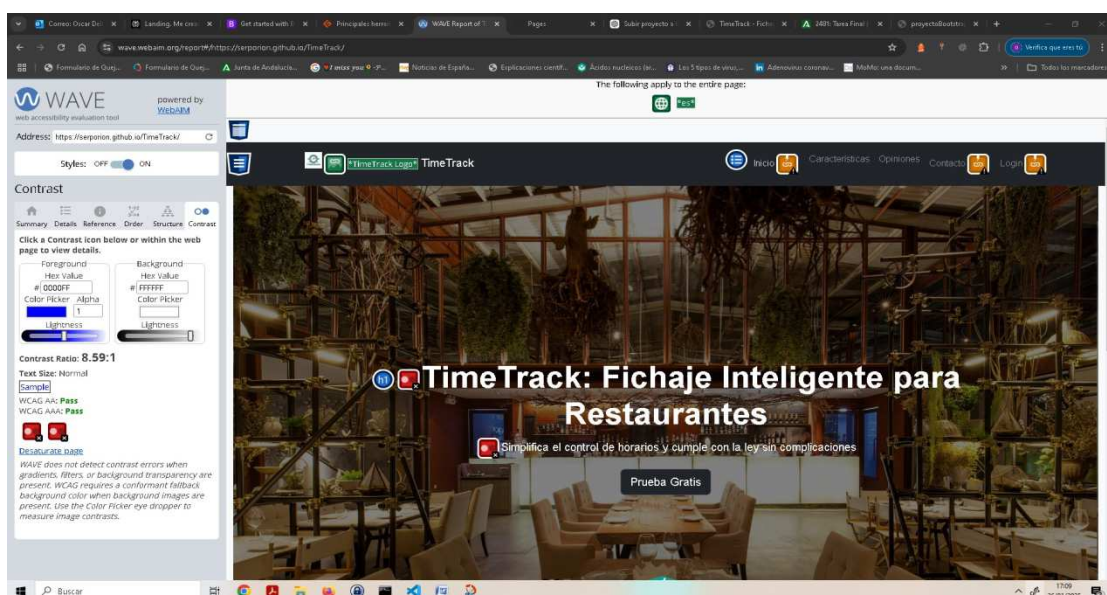 Correo: Oscar Del
Landing. Me creo
Get started with
Principales herram
WAVE Report of T
Pages
Subir proyecto a
TimeTrack - Fichaj
2481: Tarea Final
proyectoBootstra
wave.webaim.org/report#/https://serporion.github.io/TimeTrack/
Verifica que eres tú
Formulario de Quej...
Formulario de Quej...
Junta de Andalucía...
Noticias de España...
Explicaciones científ...
Ácidos nucleicos (ar...
Los 5 tipos de virus,...
Adenovirus coronav...
MoMo: una docum...
Todos los marcadores
WAVE
web accessibility evaluation tool
powered by
WebAIM
Address: https://serporion.github.io/TimeTrack/
Styles: OFF ON
Contrast
Summary Details Reference Order Structure Contrast
Click a Contrast icon below or within the web
page to view details.
Foreground
Hex Value
# 0000FF
Color Picker Alpha
1
Lightness
Background
Hex Value
# FFFFFF
Color Picker
Lightness
Contrast Ratio: 8.59:1
Text Size: Normal
Sample
WCAG AA: Pass
WCAG AAA: Pass
Desaturate page
WAVE does not detect contrast errors when
gradients, filters, or background transparency are
present. WCAG requires a conformant fallback
background color when background images are
present. Use the Color Picker eye dropper to
measure image contrasts.
The following apply to the entire page:
*es*
*TimeTrack Logo* TimeTrack
Inicio
Características
Opiniones
Contacto
Login
h1 TimeTrack: Fichaje Inteligente para
Restaurantes
Simplifica el control de horarios y cumple con la ley sin complicaciones
Prueba Gratis
Buscar
17:09